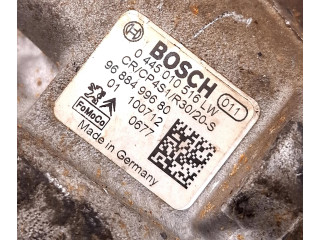 BOSCH
0 445 010 513 LW 011
CR/CP4S1/R30/20-S
96 884 996 80
01 100712
0677
FoMoCo
Made in Germany